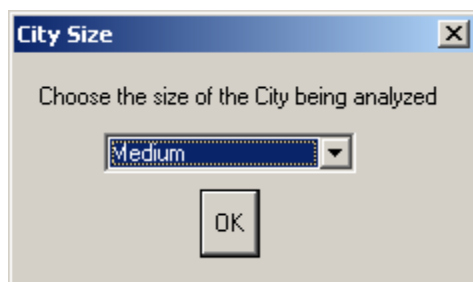 City Size
Choose the size of the City being analyzed
Medium
OK